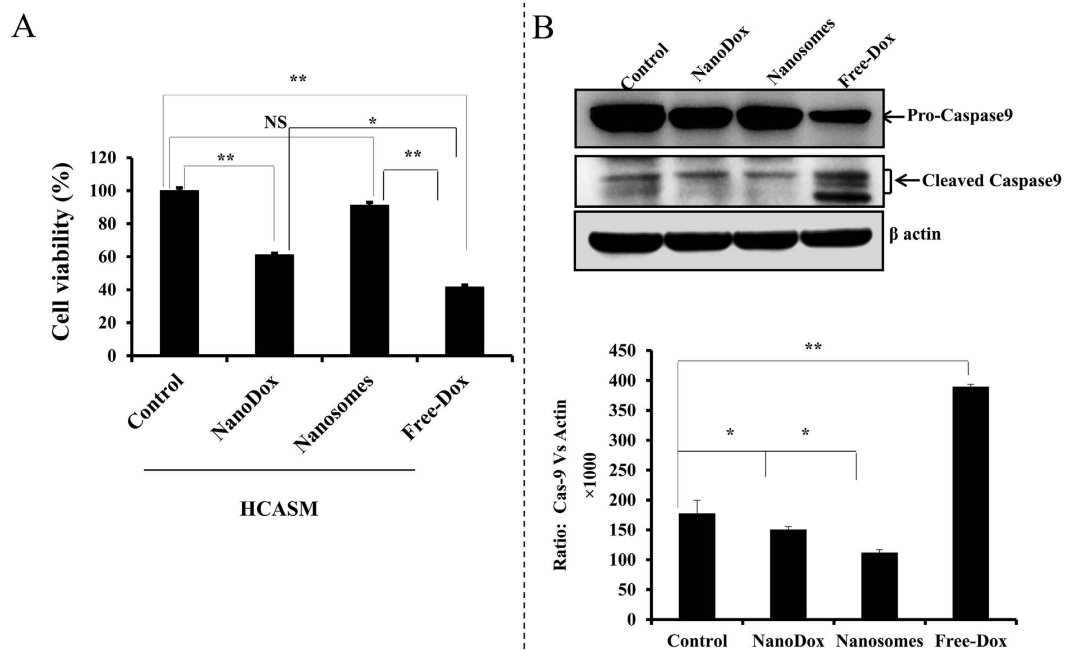 A
**
NS
*
**
**
Cell viability (%)
120
100
80
60
40
20
0
Control
NanoDox
Nanosomes
Free-Dox
HCASM
B
Control
NanoDox
Nanosomes
Free-Dox
Pro-Caspase9
Cleaved Caspase9
β actin
Ratio: Cas-9 Vs Actin
×1000
450
400
350
300
250
200
150
100
50
0
**
*
*
Control
NanoDox
Nanosomes
Free-Dox